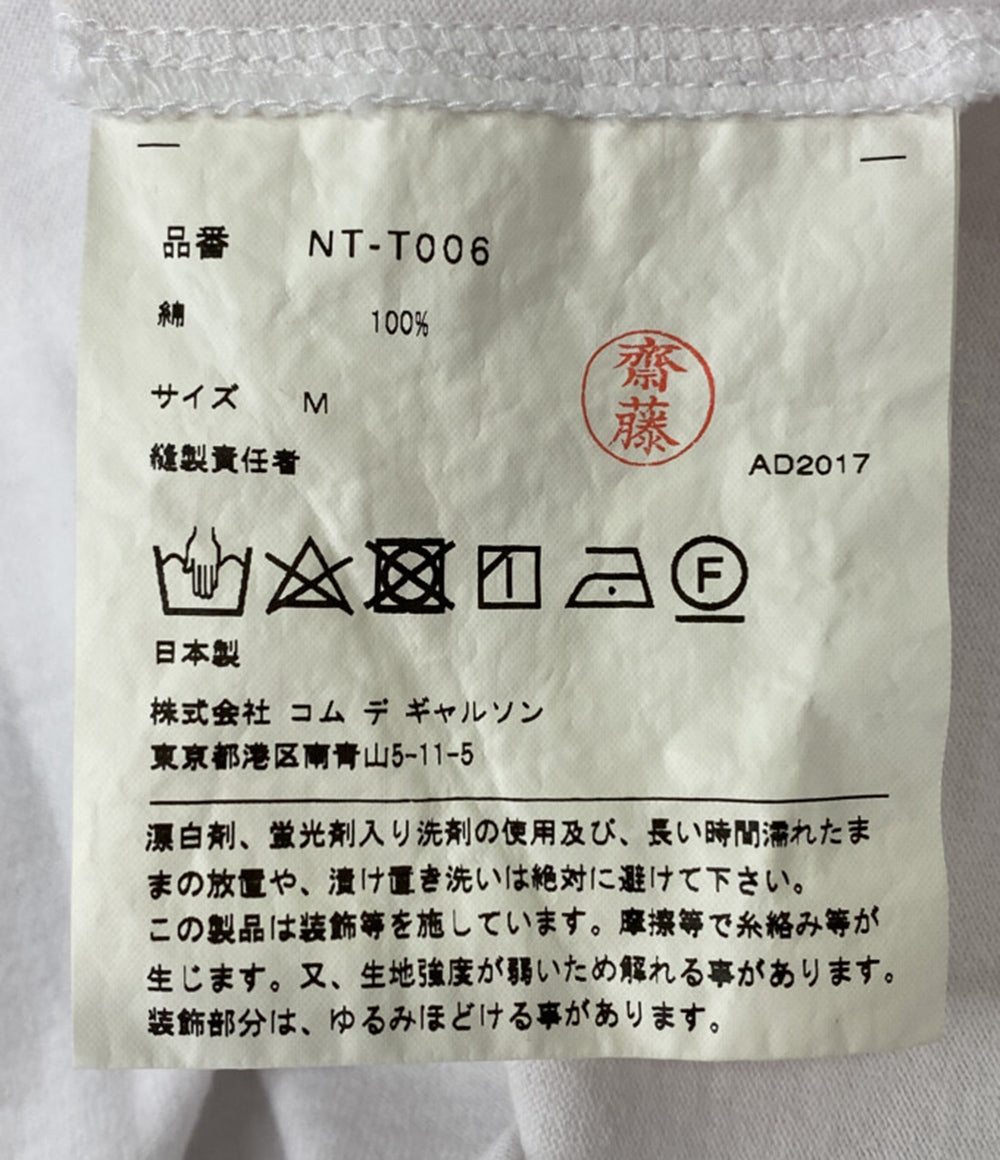 品番 NT-T006
綿 100%
サイズ M
齋藤
縫製責任者 AD2017
F
日本製
株式会社 コム デ ギャルソン
東京都港区南青山5-11-5
漂白剤、蛍光剤入り洗剤の使用及び、長い時間濡れたま
まの放置や、漬け置き洗いは絶対に避けて下さい。
この製品は装飾等を施しています。摩擦等で糸絡み等が
生じます。又、生地強度が弱いため解れる事があります。
装飾部分は、ゆるみほどける事があります。